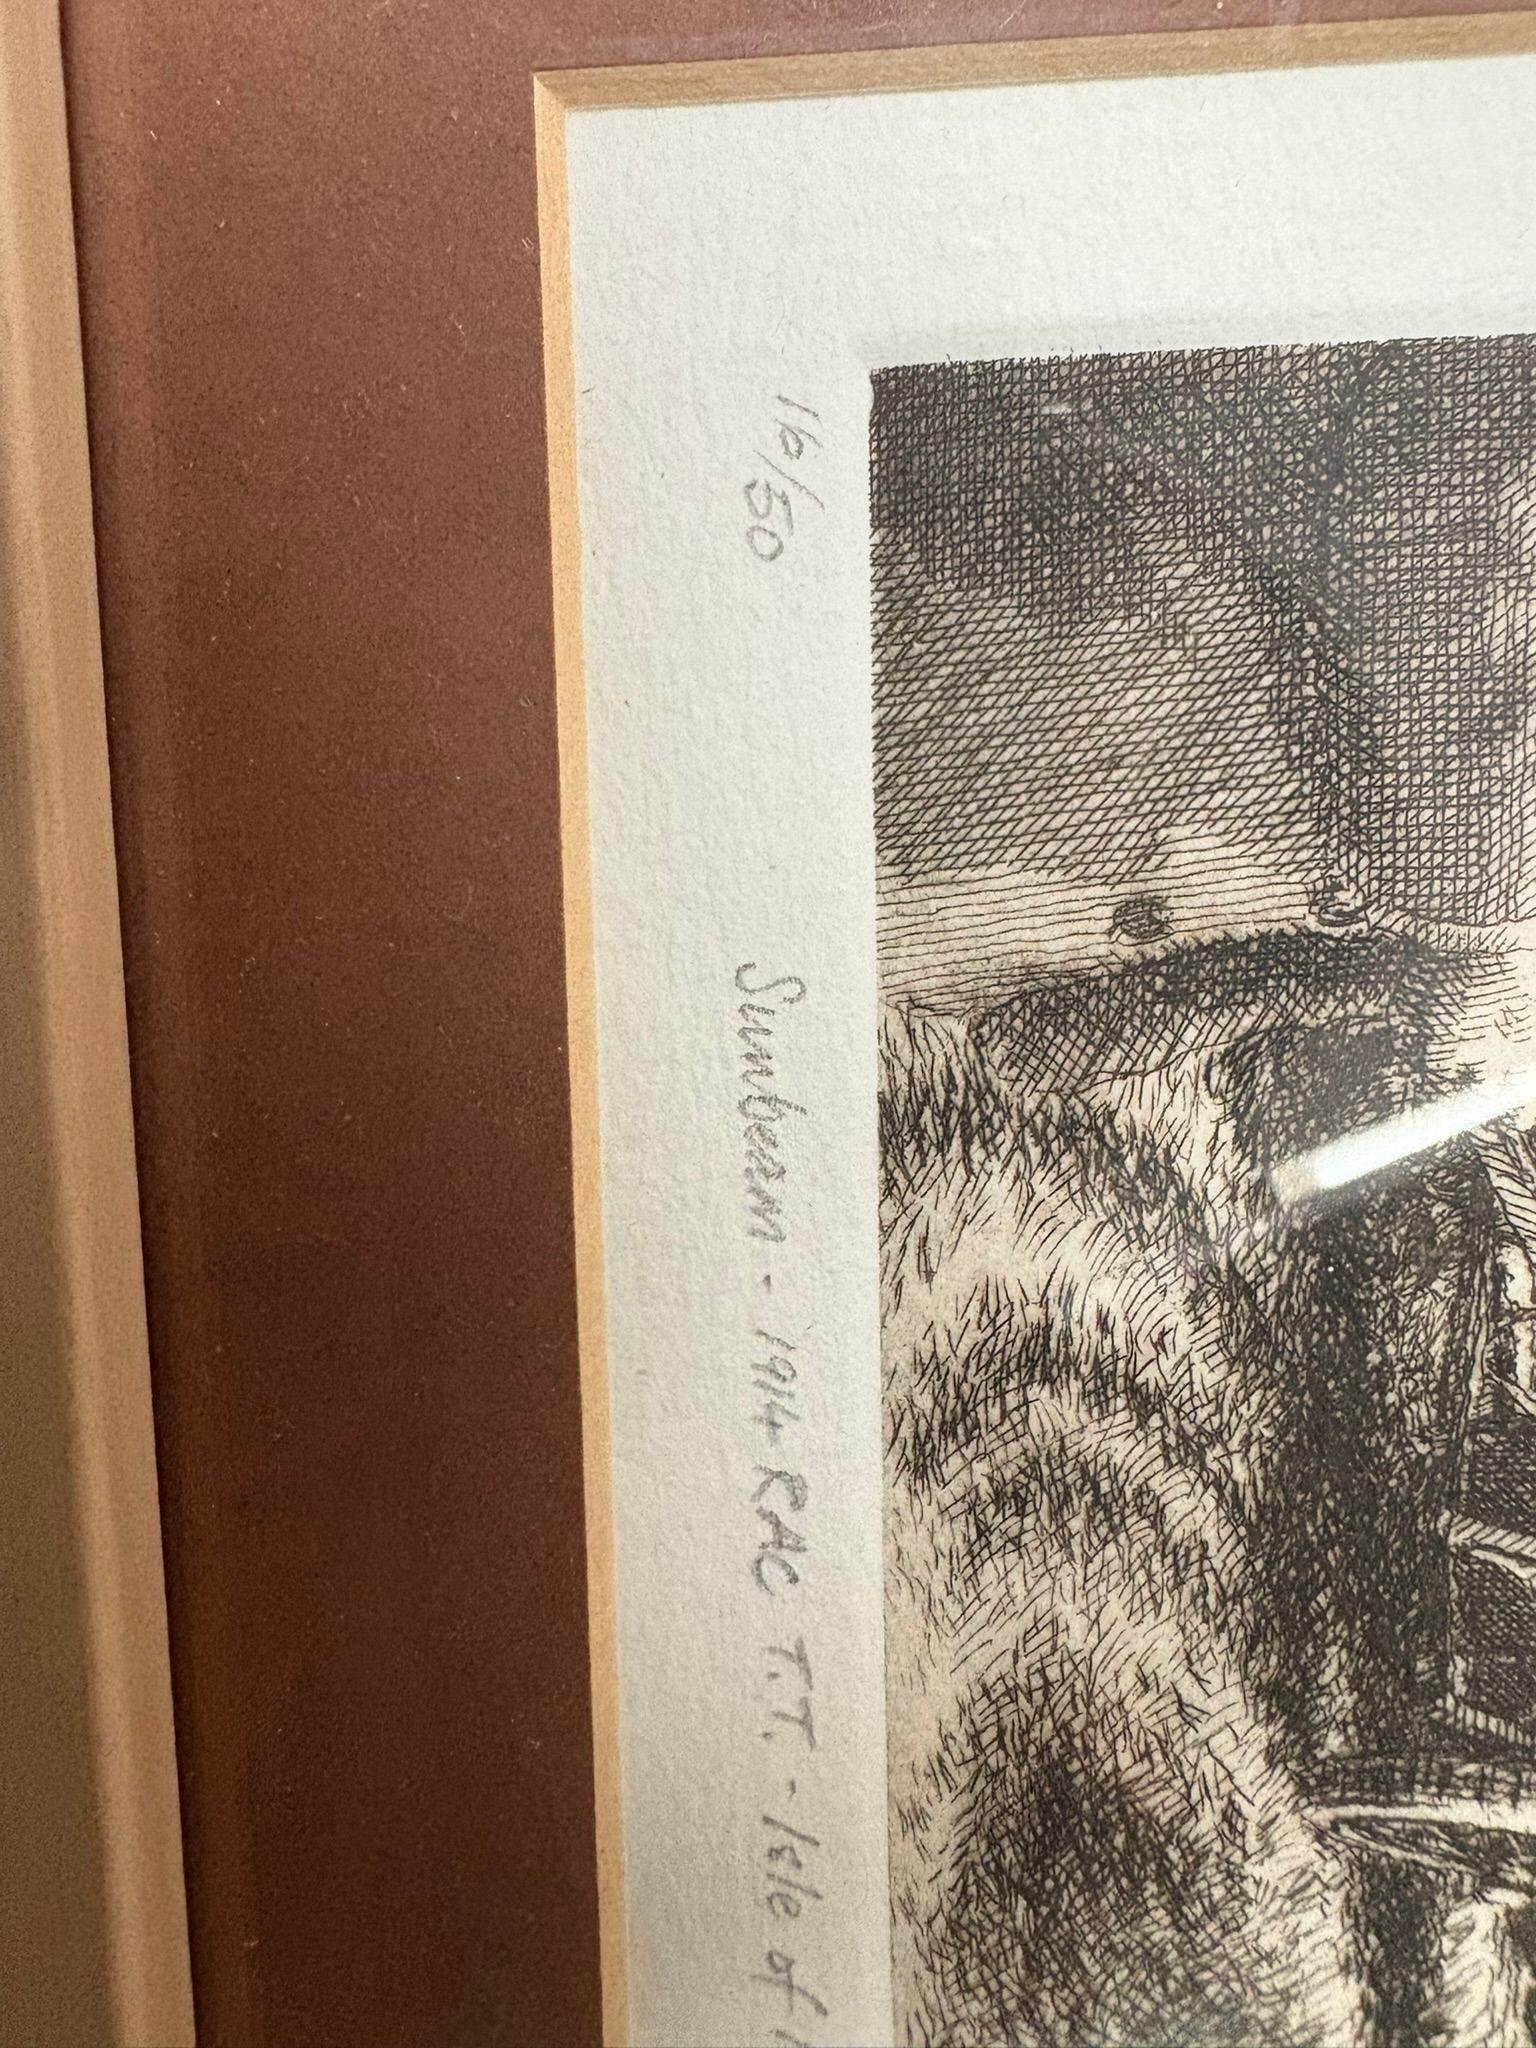 16/50
Sunbeam - 1914 RAC T.T. - Isle of